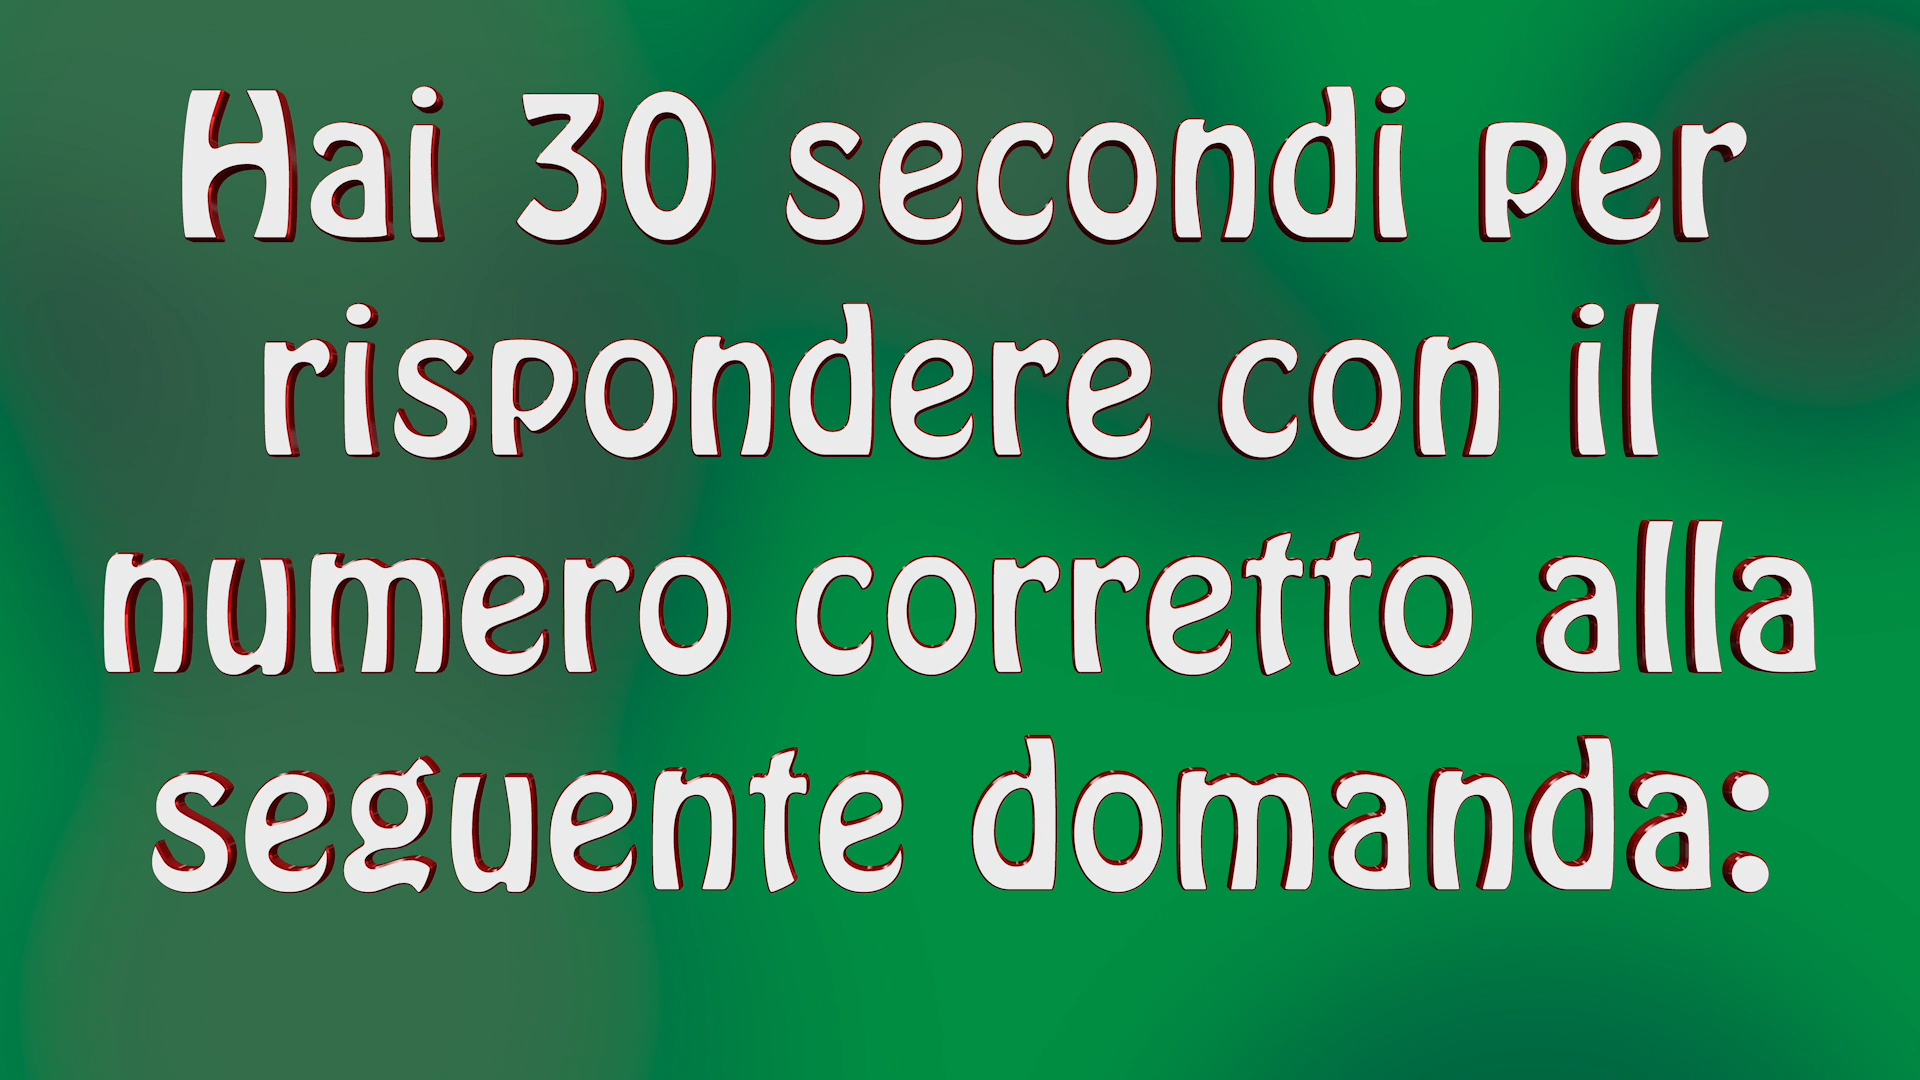 Hai 30 secondi per
rispondere con il
numero corretto alla
seguente domanda: